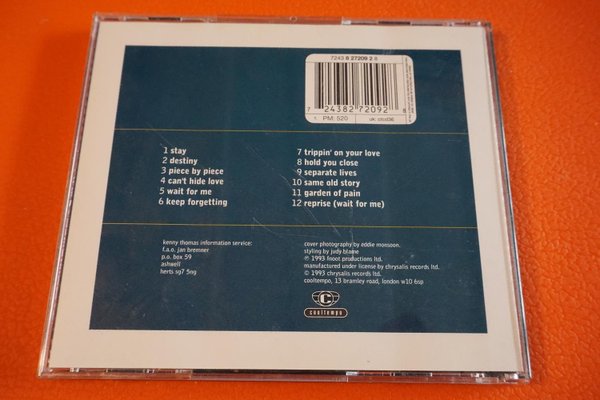 7243 8 27209 2 8
7 24382 72092
PM: 520
uk: ctcd36
1 stay
2 destiny
3 piece by piece
4 can't hide love
5 wait for me
6 keep forgetting
7 trippin' on your love
8 hold you close
9 separate lives
10 same old story
11 garden of pain
12 reprise (wait for me)
kenny thomas information service:
f.a.o. jan bremner
p.o. box 59
ashwell
herts sg7 5ng
cover photography by eddie monsoon.
styling by judy blame
℗ 1993 fnoot productions ltd.
manufactured under license by chrysalis records ltd.
© 1993 chrysalis records ltd.
cooltempo, 13 bramley road, london w10 6sp
C
cooltempo